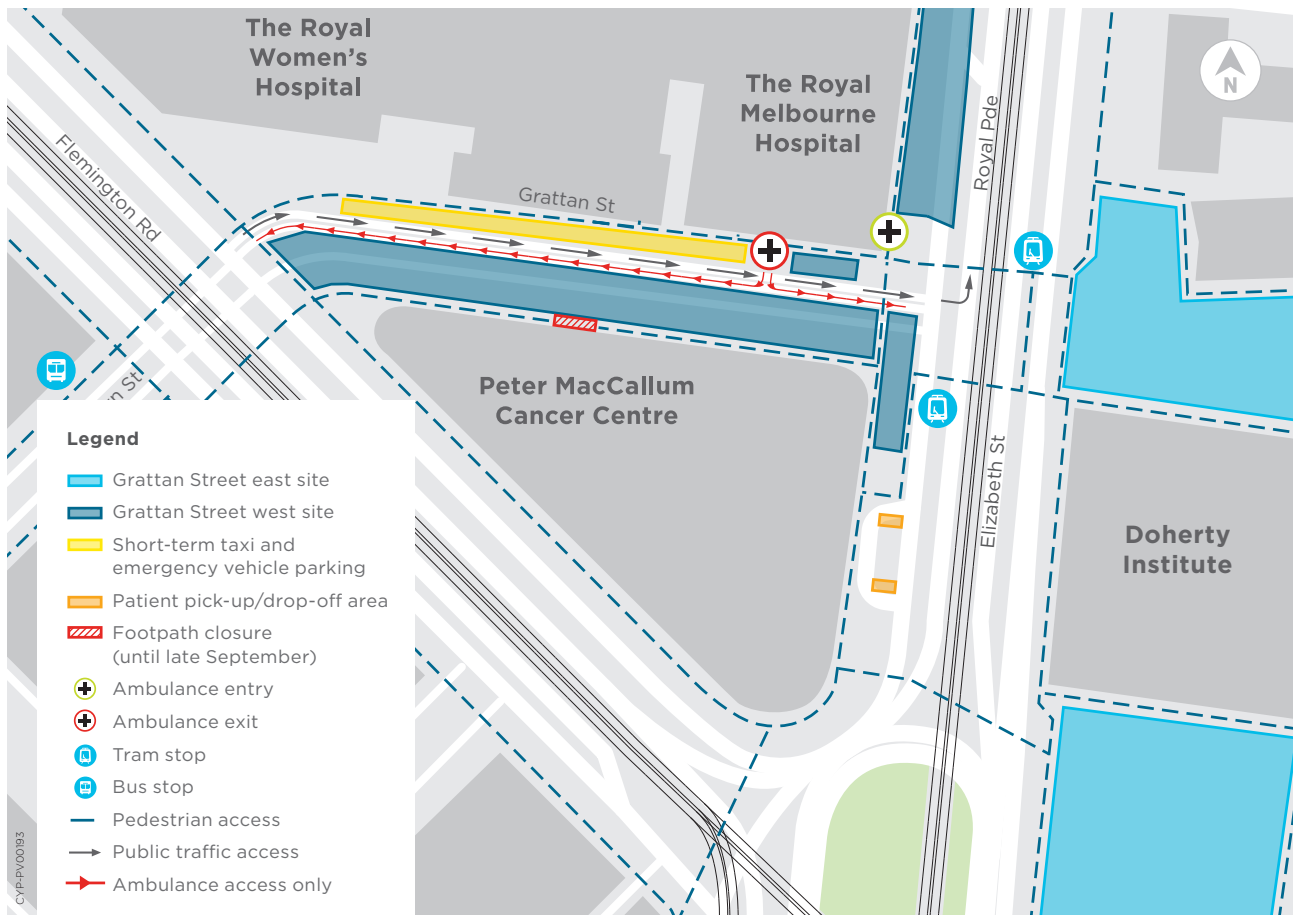 The Royal
Women's
Hospital
The Royal
Melbourne
Hospital
N
Royal Pde
Flemington Rd
Grattan St
Peter MacCallum
Cancer Centre
Elizabeth St
Doherty
Institute
St
Legend
Grattan Street east site
Grattan Street west site
Short-term taxi and
emergency vehicle parking
Patient pick-up/drop-off area
Footpath closure
(until late September)
Ambulance entry
Ambulance exit
Tram stop
Bus stop
Pedestrian access
Public traffic access
Ambulance access only
CYP-PV00193